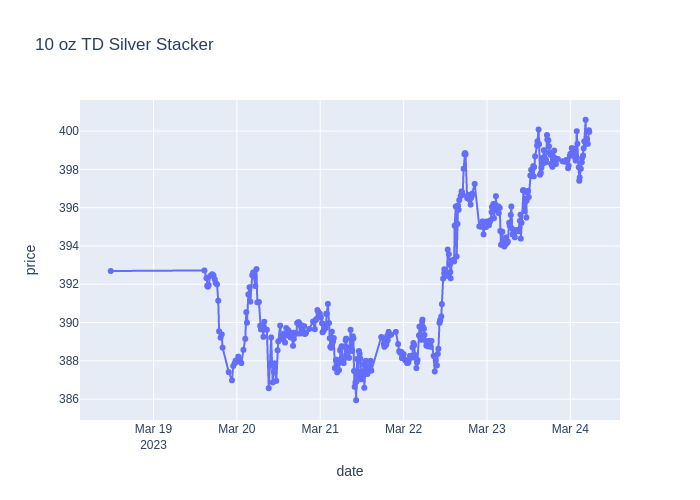 10 oz TD Silver Stacker
price
400
398
396
394
392
390
388
386
Mar 19
2023
Mar 20
Mar 21
Mar 22
Mar 23
Mar 24
date